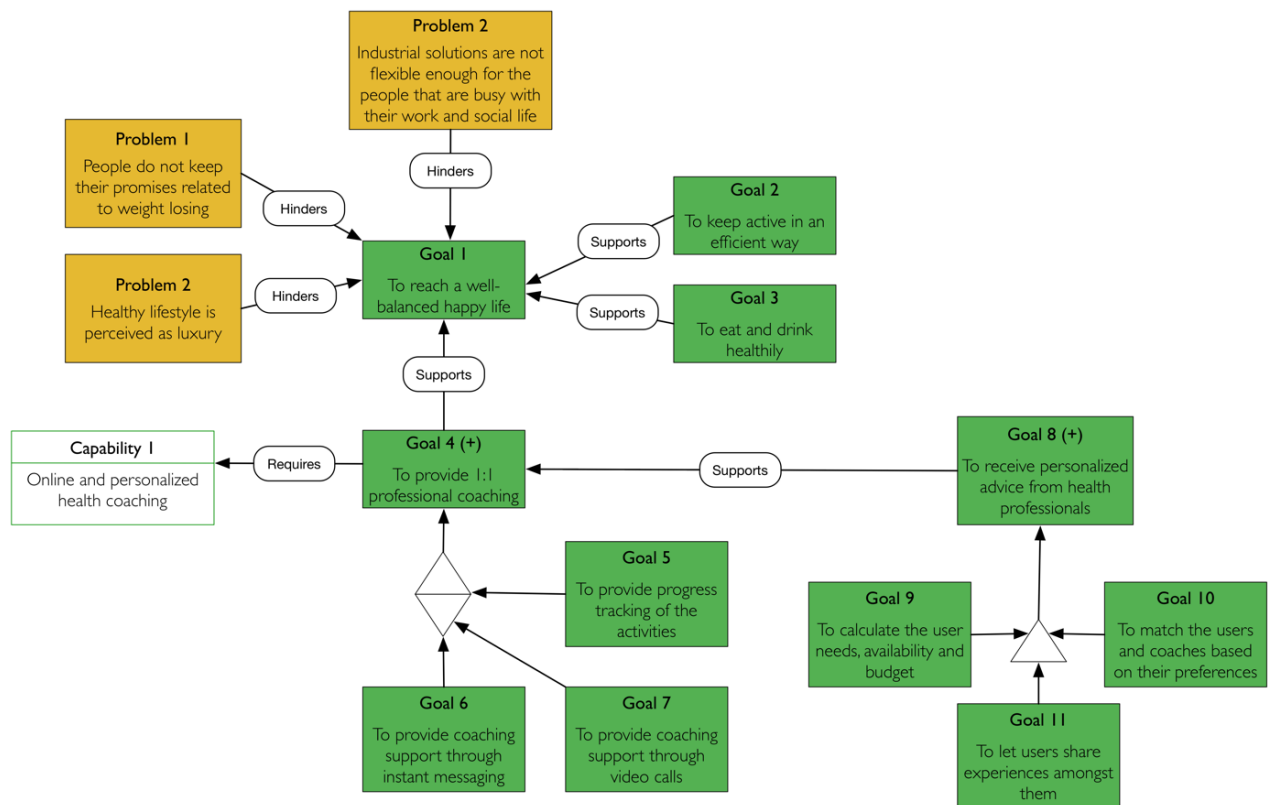 Problem 2
Industrial solutions are not
flexible enough for the
people that are busy with
their work and social life
Problem 1
People do not keep
their promises related
to weight losing
Hinders
Hinders
Goal 2
To keep active in an
efficient way
Supports
Goal 1
To reach a well-
balanced happy life
Problem 2
Healthy lifestyle is
perceived as luxury
Hinders
Supports
Goal 3
To eat and drink
healthily
Supports
Capability 1
Online and personalized
health coaching
Requires
Goal 4 (+)
To provide 1:1
professional coaching
Supports
Goal 8 (+)
To receive personalized
advice from health
professionals
Goal 5
To provide progress
tracking of the
activities
Goal 9
To calculate the user
needs, availability and
budget
Goal 10
To match the users
and coaches based
on their preferences
Goal 6
To provide coaching
support through
instant messaging
Goal 7
To provide coaching
support through
video calls
Goal 11
To let users share
experiences amongst
them